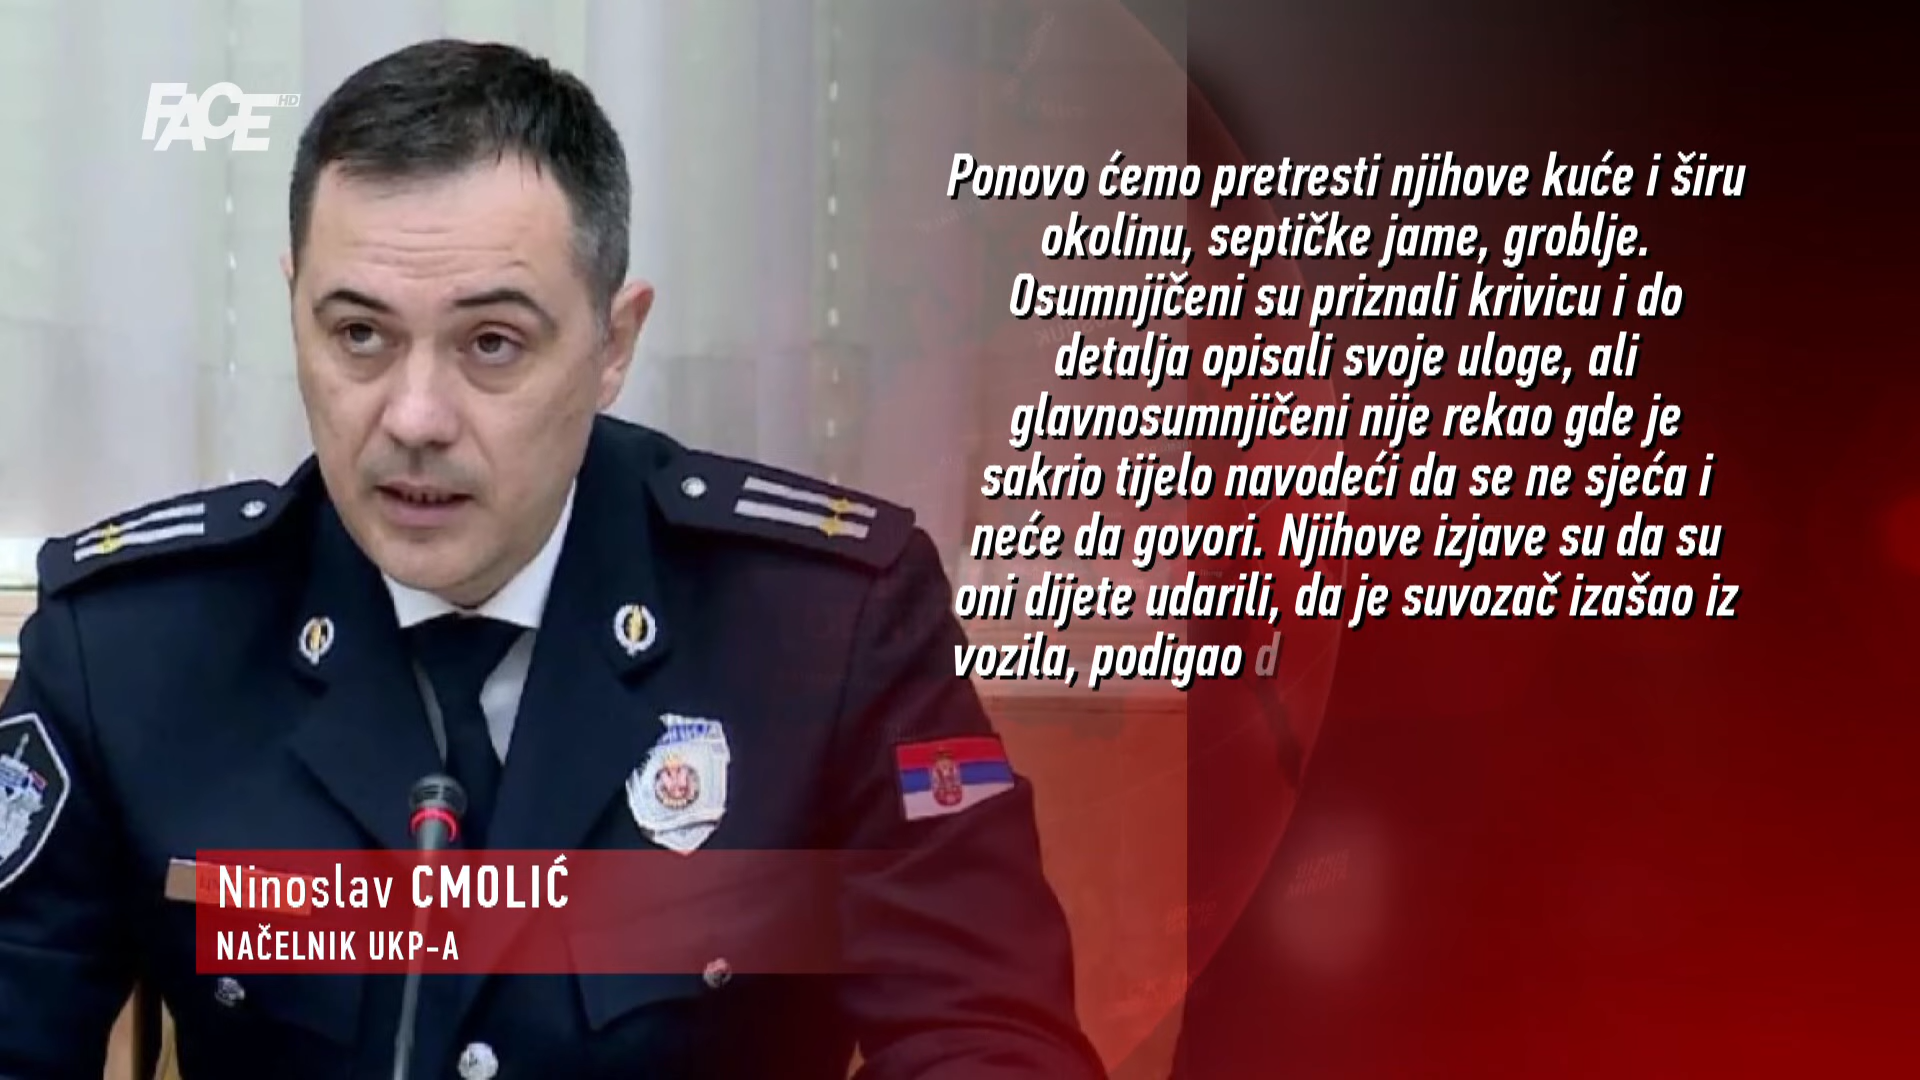 FACE HD
Ponovo ćemo pretresti njihove kuće i širu
okolinu, septičke jame, groblje.
Osumnjičeni su priznali krivicu i do
detalja opisali svoje uloge, ali
glavnosumnjičeni nije rekao gde je
sakrio tijelo navodeći da se ne sjeća i
neće da govori. Njihove izjave su da su
oni dijete udarili, da je suvozač izašao iz
vozila, podigao d
Ninoslav CMOLIĆ
NAČELNIK UKP-A